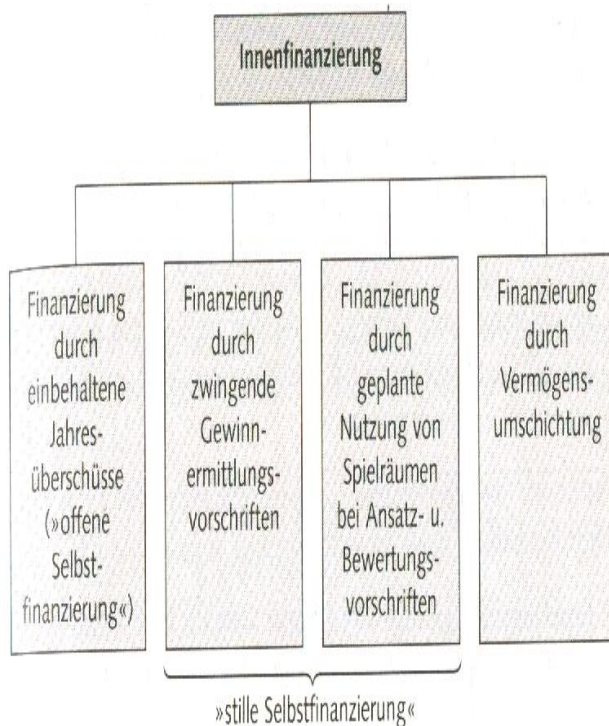 Innenfinanzierung
Finanzierung
durch
einbehaltene
Jahres-
überschüsse
(»offene
Selbst-
finanzierung«)
Finanzierung
durch
zwingende
Gewinn-
ermittlungs-
vorschriften
Finanzierung
durch
geplante
Nutzung von
Spielräumen
bei Ansatz- u.
Bewertungs-
vorschriften
Finanzierung
durch
Vermögens-
umschichtung
»stille Selbstfinanzierung«